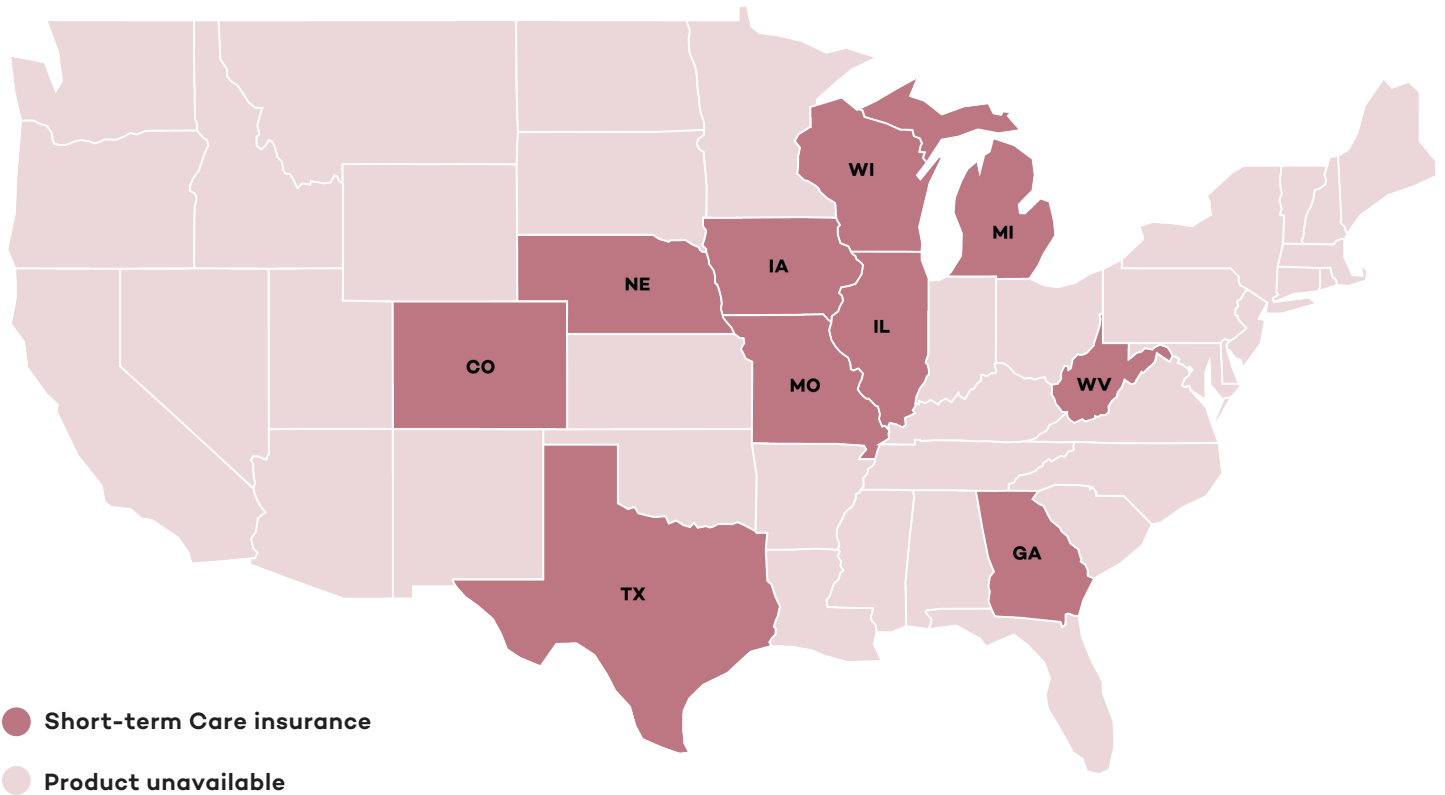 WI
MI
IA
NE
IL
CO
MO
WV
GA
TX
Short-term Care insurance
Product unavailable